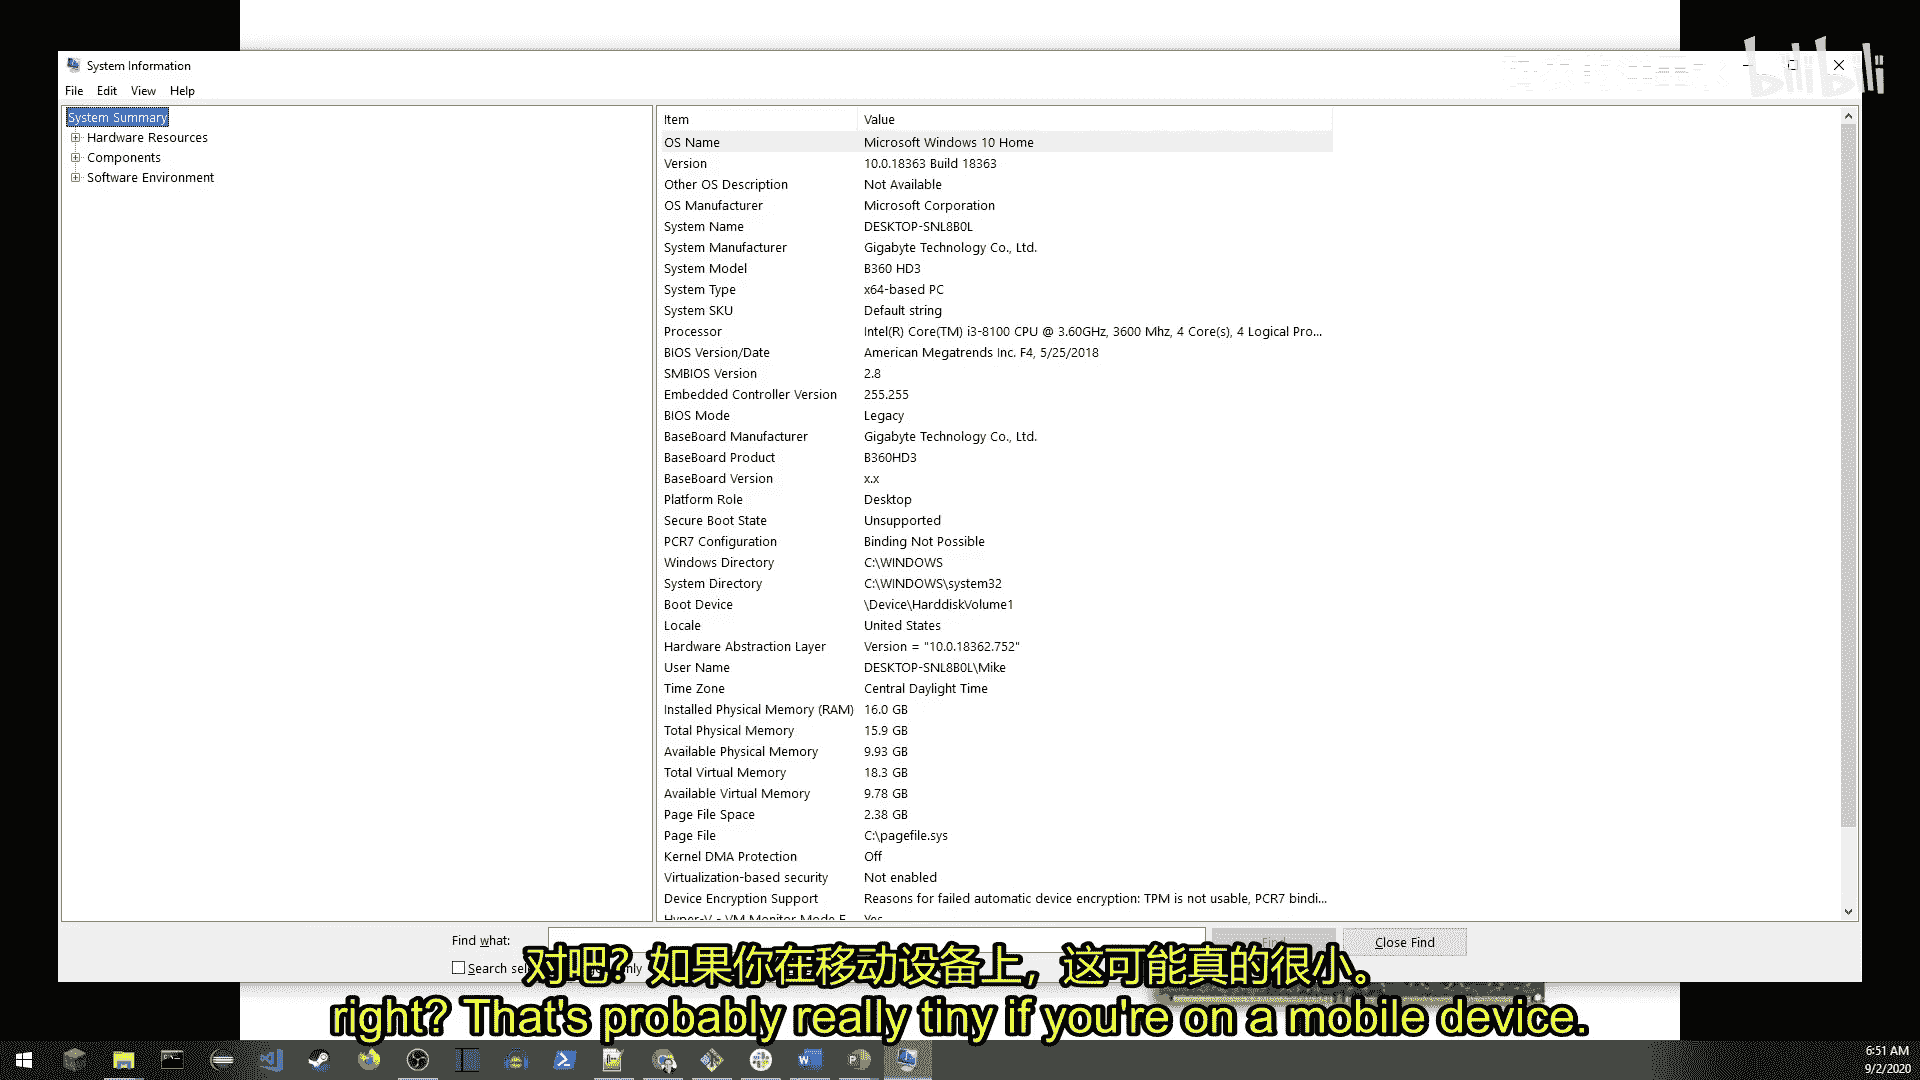 bilibili
System Information
File Edit View Help
System Summary
Hardware Resources
Components
Software Environment
Item Value
OS Name Microsoft Windows 10 Home
Version 10.0.18363 Build 18363
Other OS Description Not Available
OS Manufacturer Microsoft Corporation
System Name DESKTOP-SNL8B0L
System Manufacturer Gigabyte Technology Co., Ltd.
System Model B360 HD3
System Type x64-based PC
System SKU Default string
Processor Intel(R) Core(TM) i3-8100 CPU @ 3.60GHz, 3600 Mhz, 4 Core(s), 4 Logical Pro...
BIOS Version/Date American Megatrends Inc. F4, 5/25/2018
SMBIOS Version 2.8
Embedded Controller Version 255.255
BIOS Mode Legacy
BaseBoard Manufacturer Gigabyte Technology Co., Ltd.
BaseBoard Product B360HD3
BaseBoard Version x.x
Platform Role Desktop
Secure Boot State Unsupported
PCR7 Configuration Binding Not Possible
Windows Directory C:\WINDOWS
System Directory C:\WINDOWS\system32
Boot Device \Device\HarddiskVolume1
Locale United States
Hardware Abstraction Layer Version = "10.0.18362.752"
User Name DESKTOP-SNL8B0L\Mike
Time Zone Central Daylight Time
Installed Physical Memory (RAM) 16.0 GB
Total Physical Memory 15.9 GB
Available Physical Memory 9.93 GB
Total Virtual Memory 18.3 GB
Available Virtual Memory 9.78 GB
Page File Space 2.38 GB
Page File C:\pagefile.sys
Kernel DMA Protection Off
Virtualization-based security Not enabled
Device Encryption Support Reasons for failed automatic device encryption: TPM is not usable, PCR7 bindi...
Hyper-V - VM Monitor Mode E Yes
Find what: Close Find
Search only
对吧？如果你在移动设备上，这可能真的很小。
right? That's probably really tiny if you're on a mobile device.
6:51 AM
9/2/2020